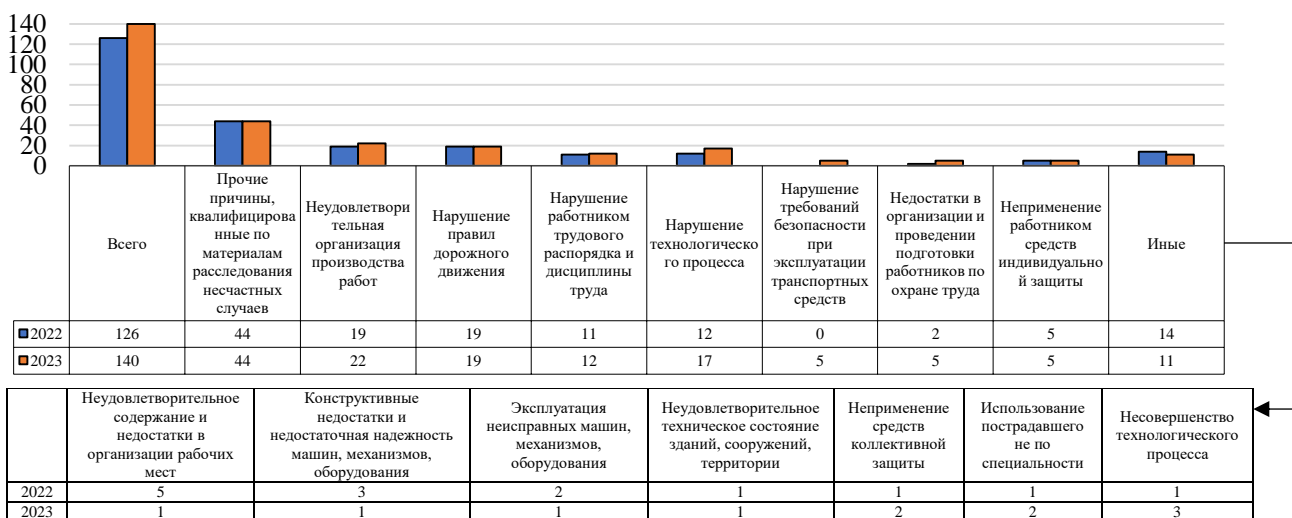 140
120
100
80
60
40
20
0
Всего
Прочие
причины,
квалифицирова
нные по
материалам
расследования
несчастных
случаев
Неудовлетвори
тельная
организация
производства
работ
Нарушение
правил
дорожного
движения
Нарушение
работником
трудового
распорядка и
дисциплины
труда
Нарушение
технологическо
го процесса
Нарушение
требований
безопасности
при
эксплуатации
транспортных
средств
Недостатки в
организации и
проведении
подготовки
работников по
охране труда
Неприменение
работником
средств
индивидуально
й защиты
Иные
2022 126 44 19 19 11 12 0 2 5 14
2023 140 44 22 19 12 17 5 5 5 11
Неудовлетворительное
содержание и
недостатки в
организации рабочих
мест
Конструктивные
недостатки и
недостаточная надежность
машин, механизмов,
оборудования
Эксплуатация
неисправных машин,
механизмов,
оборудования
Неудовлетворительное
техническое состояние
зданий, сооружений,
территории
Неприменение
средств
коллективной
защиты
Использование
пострадавшего
не по
специальности
Несовершенство
технологического
процесса
2022 5 3 2 1 1 1 1
2023 1 1 1 1 2 2 3